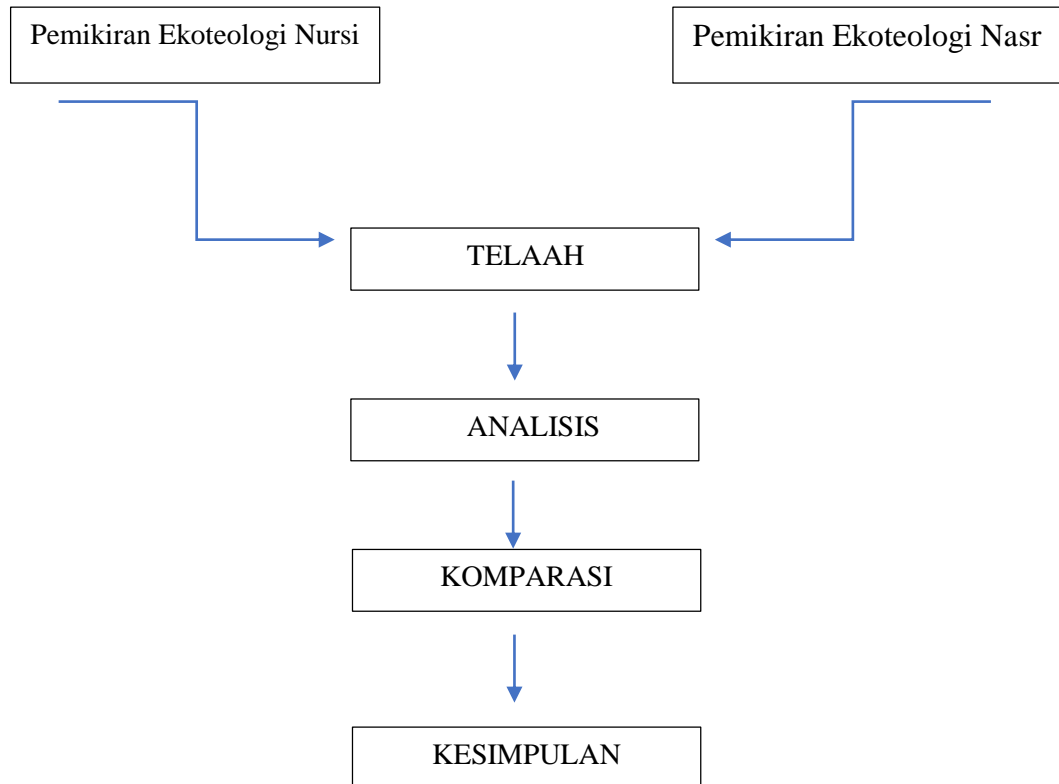 Pemikiran Ekoteologi Nursi
Pemikiran Ekoteologi Nasr
TELAAH
ANALISIS
KOMPARASI
KESIMPULAN